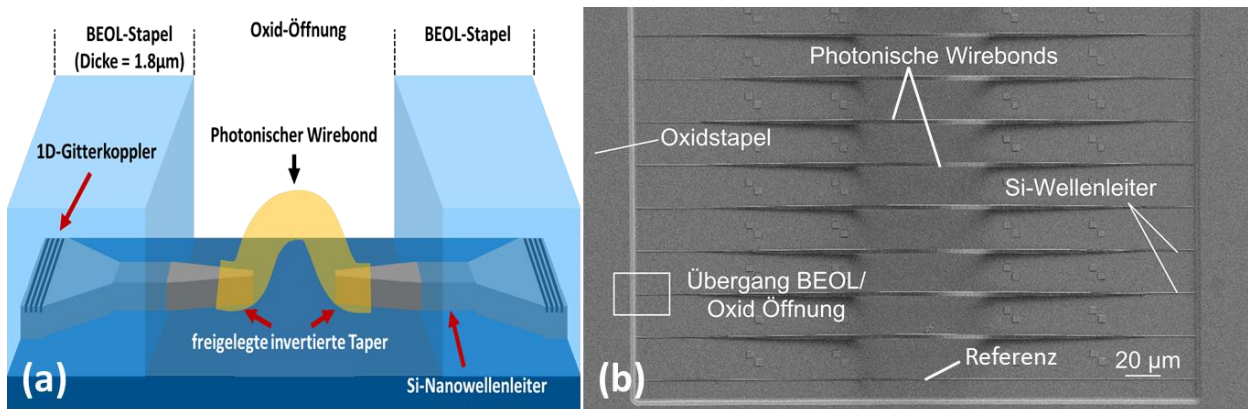 BEOL-Stapel
(Dicke = 1.8µm)
Oxid-Öffnung
BEOL-Stapel
1D-Gitterkoppler
Photonischer Wirebond
freigelegte invertierte Taper
Si-Nanowellenleiter
(a)
Photonische Wirebonds
Oxidstapel
Si-Wellenleiter
Übergang BEOL/
Oxid Öffnung
Referenz
20 µm
(b)